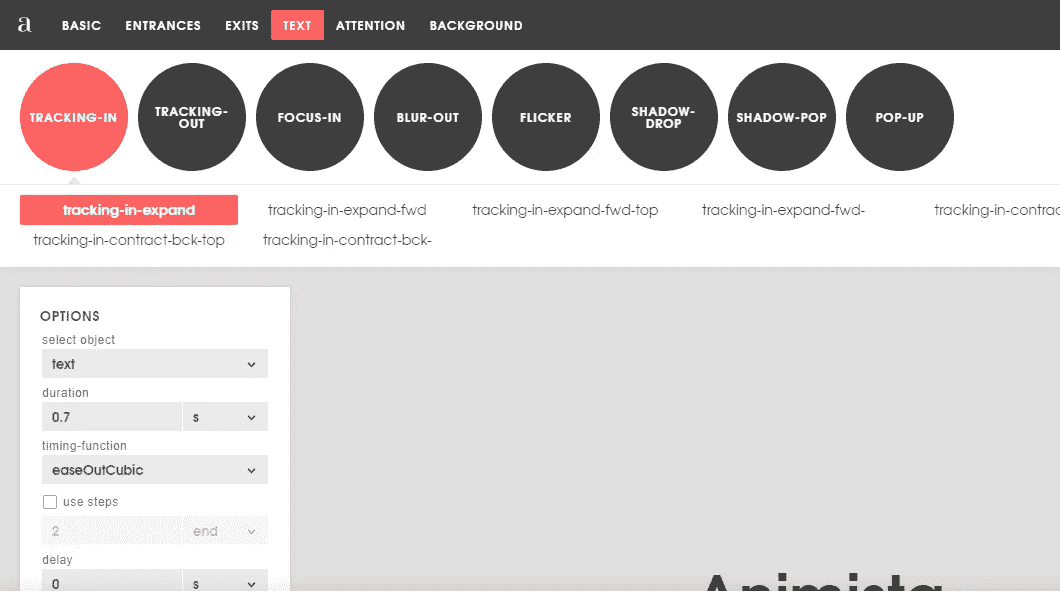 a BASIC ENTRANCES EXITS TEXT ATTENTION BACKGROUND
TRACKING-IN TRACKING-OUT FOCUS-IN BLUR-OUT FLICKER SHADOW-DROP SHADOW-POP POP-UP
tracking-in-expand tracking-in-expand-fwd tracking-in-expand-fwd-top tracking-in-expand-fwd- tracking-in-contrac
tracking-in-contract-bck-top tracking-in-contract-bck-
OPTIONS
select object
text
duration
0.7 s
timing-function
easeOutCubic
use steps
2 end
delay
0 s
Animista